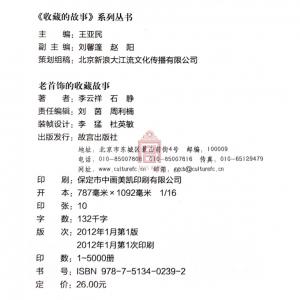 《收藏的故事》系列丛书
主 编：王亚民
副 主 编：刘馨蓬 赵 阳
策划组稿：北京新浪大江流文化传播有限公司
老首饰的收藏故事
著 者：李云祥 石 静
责任编辑：刘 茵 周利楠
装帧设计：李 猛 杜英敏
出版发行：故宫出版社
地址：北京东城区景山前街4号 邮编：100009
电话：010-85007808 010-85007816 传真：010-65129479
网址：www.culturefc.cn 邮箱：ggcb@culturefc.cn
印 刷：保定市中画美凯印刷有限公司
开 本：787毫米×1092毫米 1/16
印 张：10
字 数：132千字
版 次：2012年1月第1版
2012年1月第1次印刷
印 数：1-5000册
书 号：ISBN 978-7-5134-0239-2
定 价：26.00元